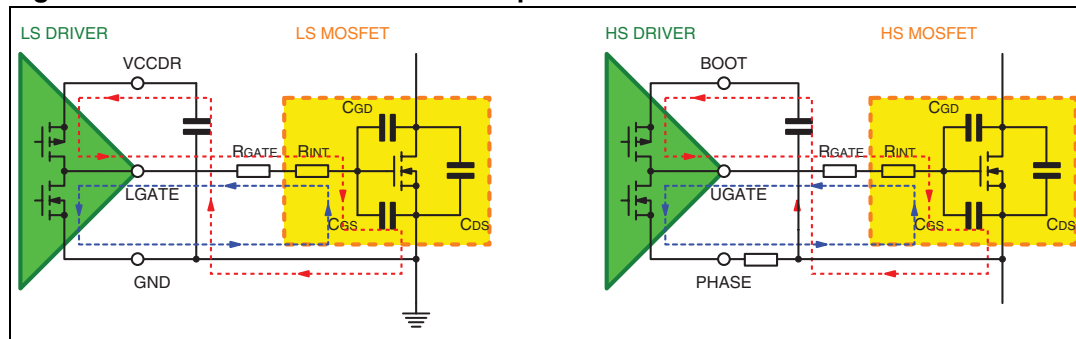 LS DRIVER
LS MOSFET
VCCDR
CGD
RGATE
RINT
LGATE
CGS
CDS
GND
HS DRIVER
HS MOSFET
BOOT
CGD
RGATE
RINT
UGATE
CGS
CDS
PHASE